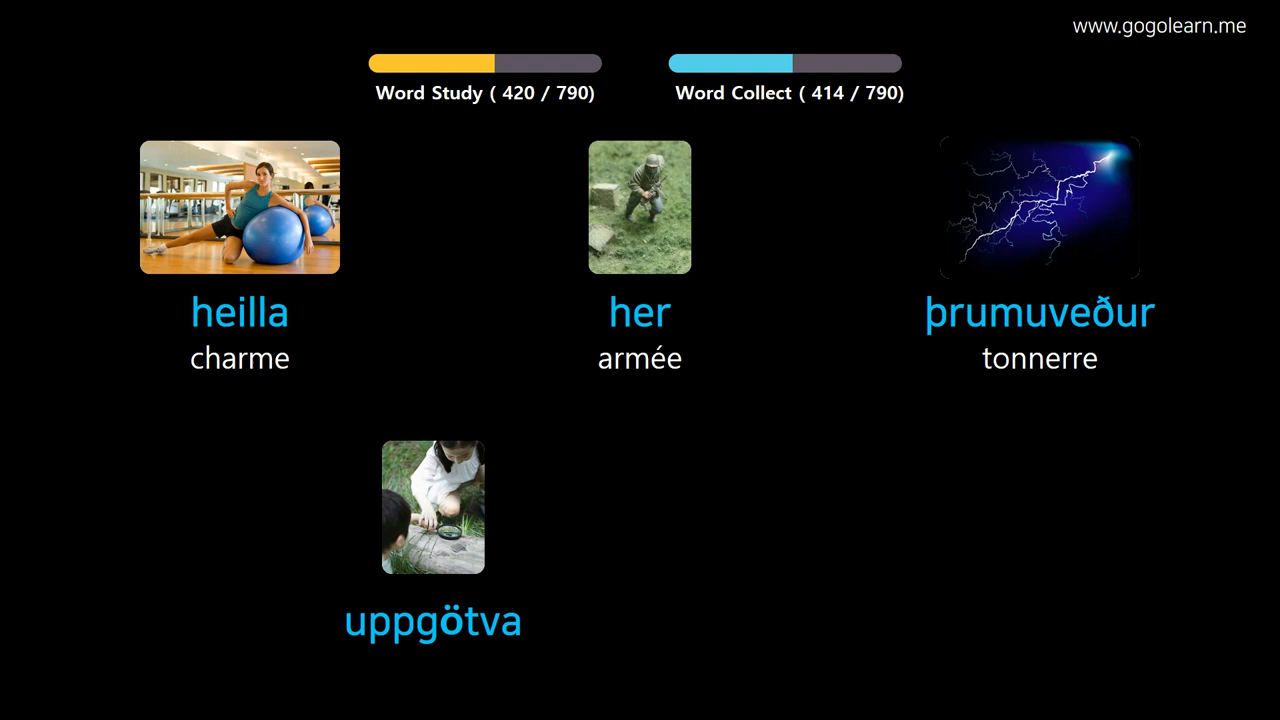 www.gogolearn.me
Word Study ( 420 / 790)
Word Collect ( 414 / 790)
heilla
charme
her
armée
þrumuveður
tonnerre
uppgötva